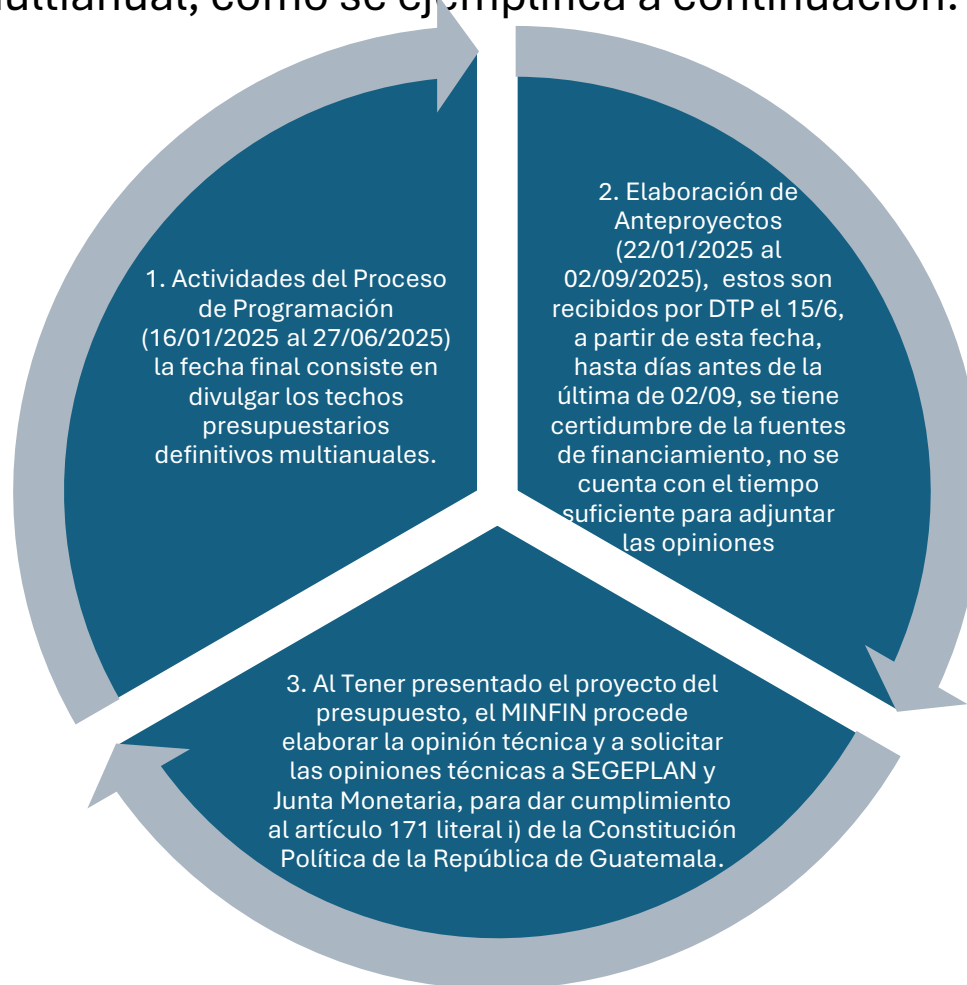 multianual, como se ejemplifica a continuación:
1. Actividades del Proceso
de Programación
(16/01/2025 al 27/06/2025)
la fecha final consiste en
divulgar los techos
presupuestarios
definitivos multianuales.
2. Elaboración de
Anteproyectos
(22/01/2025 al
02/09/2025),  estos son
recibidos por DTP el 15/6,
a partir de esta fecha,
hasta días antes de la
última de 02/09, se tiene
certidumbre de la fuentes
de financiamiento, no se
cuenta con el tiempo
suficiente para adjuntar
las opiniones
3. Al Tener presentado el proyecto del
presupuesto, el MINFIN procede
elaborar la opinión técnica y a solicitar
las opiniones técnicas a SEGEPLAN y
Junta Monetaria, para dar cumplimiento
al artículo 171 literal i) de la Constitución
Política de la República de Guatemala.